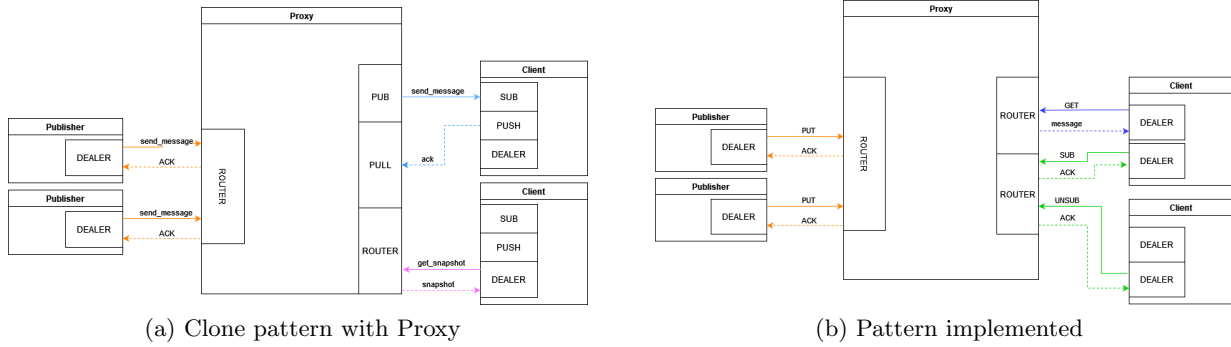 Proxy
Client
PUB
send_message
SUB
Publisher
send_message
PUSH
DEALER
ACK
ack
PULL
DEALER
ROUTER
Publisher
Client
send_message
SUB
DEALER
ACK
PUSH
ROUTER
get_snapshot
DEALER
snapshot
(a) Clone pattern with Proxy
Proxy
Client
GET
Publisher
ROUTER
DEALER
message
PUT
DEALER
ACK
SUB
DEALER
ROUTER
ACK
Publisher
ROUTER
PUT
UNSUB
Client
DEALER
ACK
ACK
DEALER
DEALER
(b) Pattern implemented